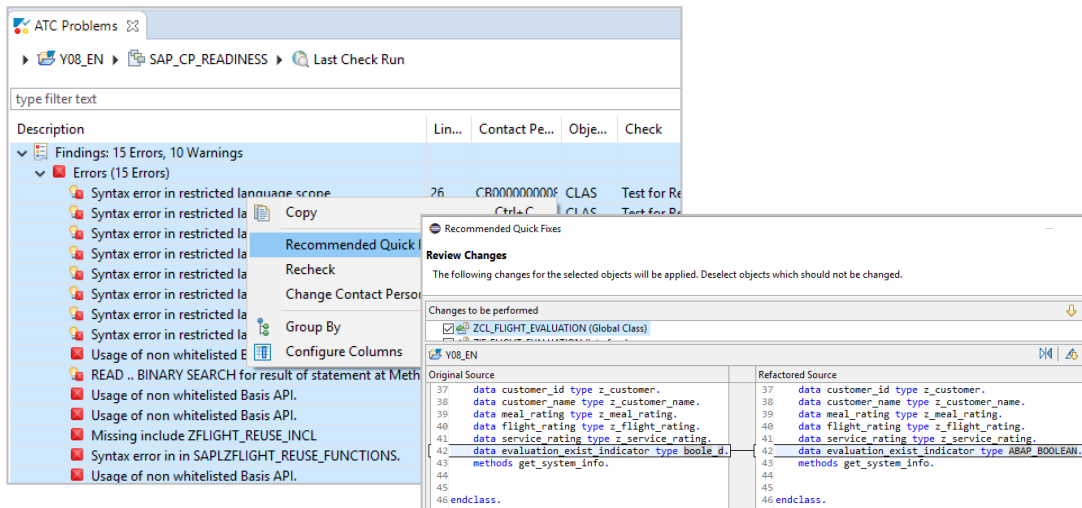 ATC Problems
Y08_EN SAP_CP_READINESS Last Check Run
type filter text
Description Lin... Contact Pe... Obje... Check
Findings: 15 Errors, 10 Warnings
Errors (15 Errors)
Syntax error in restricted language scope 26 CB0000000008 CLAS Test for Re
Syntax error in restricted la CLAS Test for Re
Syntax error in restricted la
Syntax error in restricted la
Syntax error in restricted la
Syntax error in restricted la
Syntax error in restricted la
Syntax error in restricted la
Usage of non whitelisted E
READ .. BINARY SEARCH for result of statement at Meth
Usage of non whitelisted Basis API.
Usage of non whitelisted Basis API.
Missing include ZFLIGHT_REUSE_INCL
Syntax error in in SAPLZFLIGHT_REUSE_FUNCTIONS.
Usage of non whitelisted Basis API.
Copy Ctrl+C
Recommended Quick F
Recheck
Change Contact Person
Group By
Configure Columns
Recommended Quick Fixes
Review Changes
The following changes for the selected objects will be applied. Deselect objects which should not be changed.
Changes to be performed
ZCL_FLIGHT_EVALUATION (Global Class)
Y08_EN
Original Source
37 data customer_id type z_customer.
38 data customer_name type z_customer_name.
39 data meal_rating type z_meal_rating.
40 data flight_rating type z_flight_rating.
41 data service_rating type z_service_rating.
42 data evaluation_exist_indicator type boole_d.
43 methods get_system_info.
44
45
46 endclass.
Refactored Source
37 data customer_id type z_customer.
38 data customer_name type z_customer_name.
39 data meal_rating type z_meal_rating.
40 data flight_rating type z_flight_rating.
41 data service_rating type z_service_rating.
42 data evaluation_exist_indicator type ABAP_BOOLEAN.
43 methods get_system_info.
44
45
46 endclass.